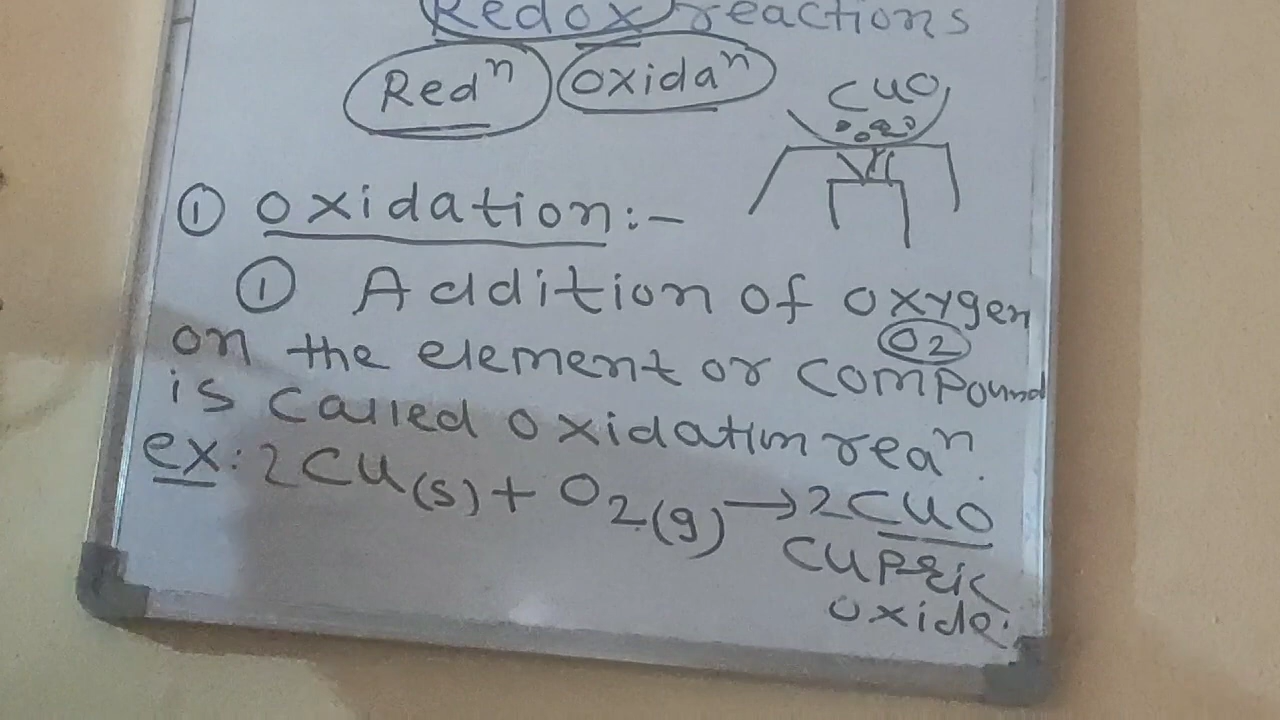 Redox reactions
Redⁿ oxidaⁿ
CuO
① oxidation:-
① Addition of oxygen
O2
on the element or compound
is called oxidation reaⁿ.
ex: 2Cu(s) + O2(g) → 2CuO
cupric
oxide.